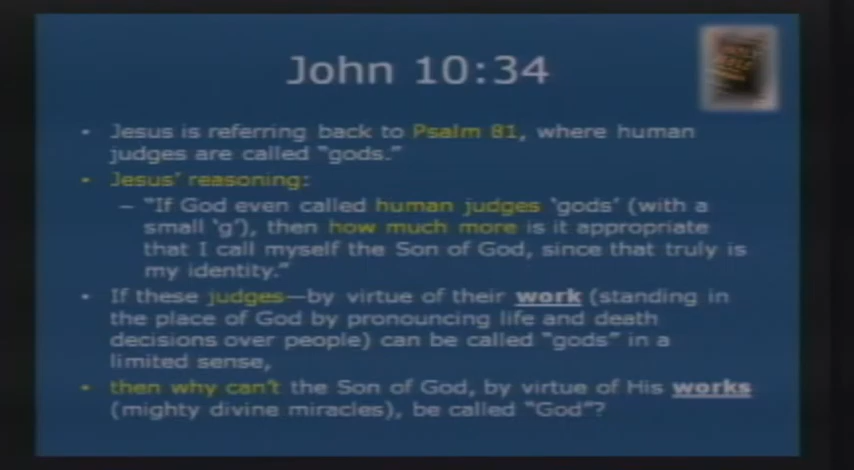 John 10:34
• Jesus is referring back to Psalm 81, where human
judges are called “gods.”
• Jesus’ reasoning:
– “If God even called human judges ‘gods’ (with a
small ‘g’), then how much more is it appropriate
that I call myself the Son of God, since that truly is
my identity.”
• If these judges—by virtue of their work (standing in
the place of God by pronouncing life and death
decisions over people) can be called “gods” in a
limited sense,
• then why can’t the Son of God, by virtue of His works
(mighty divine miracles), be called “God”?